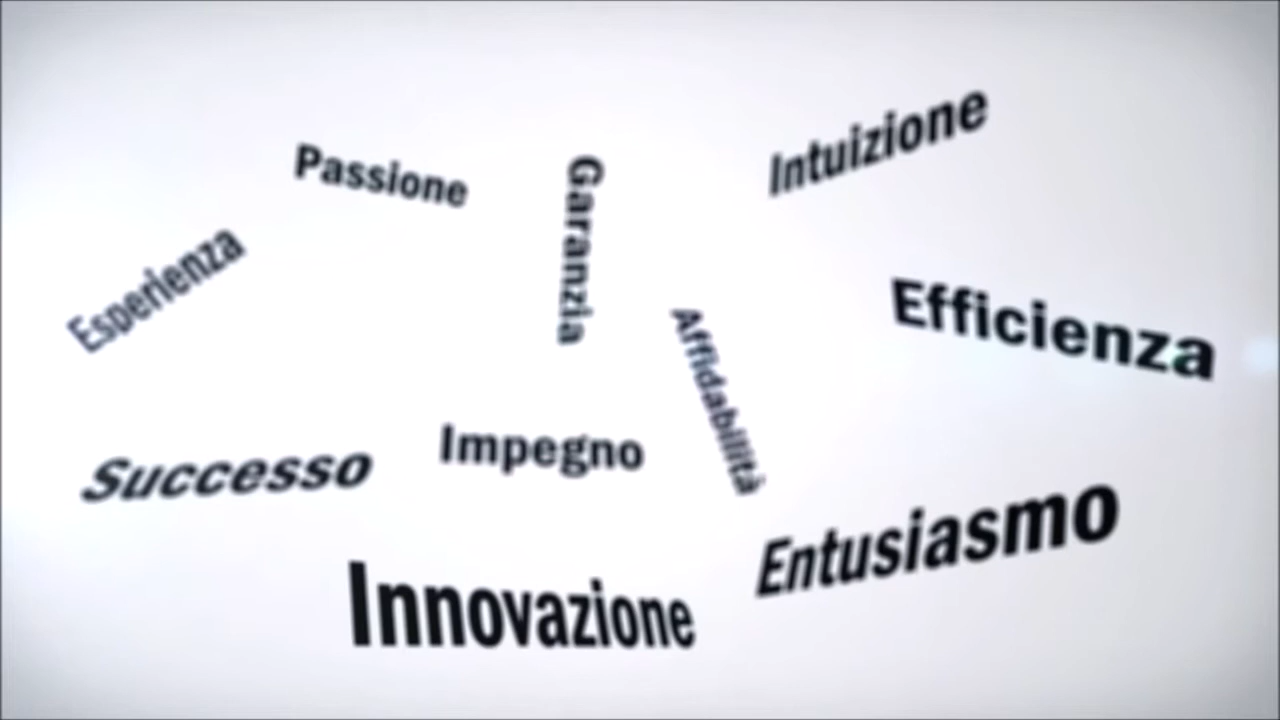 Intuizione
Passione
Garanzia
Esperienza
Efficienza
Affidabilità
Impegno
Successo
Entusiasmo
Innovazione